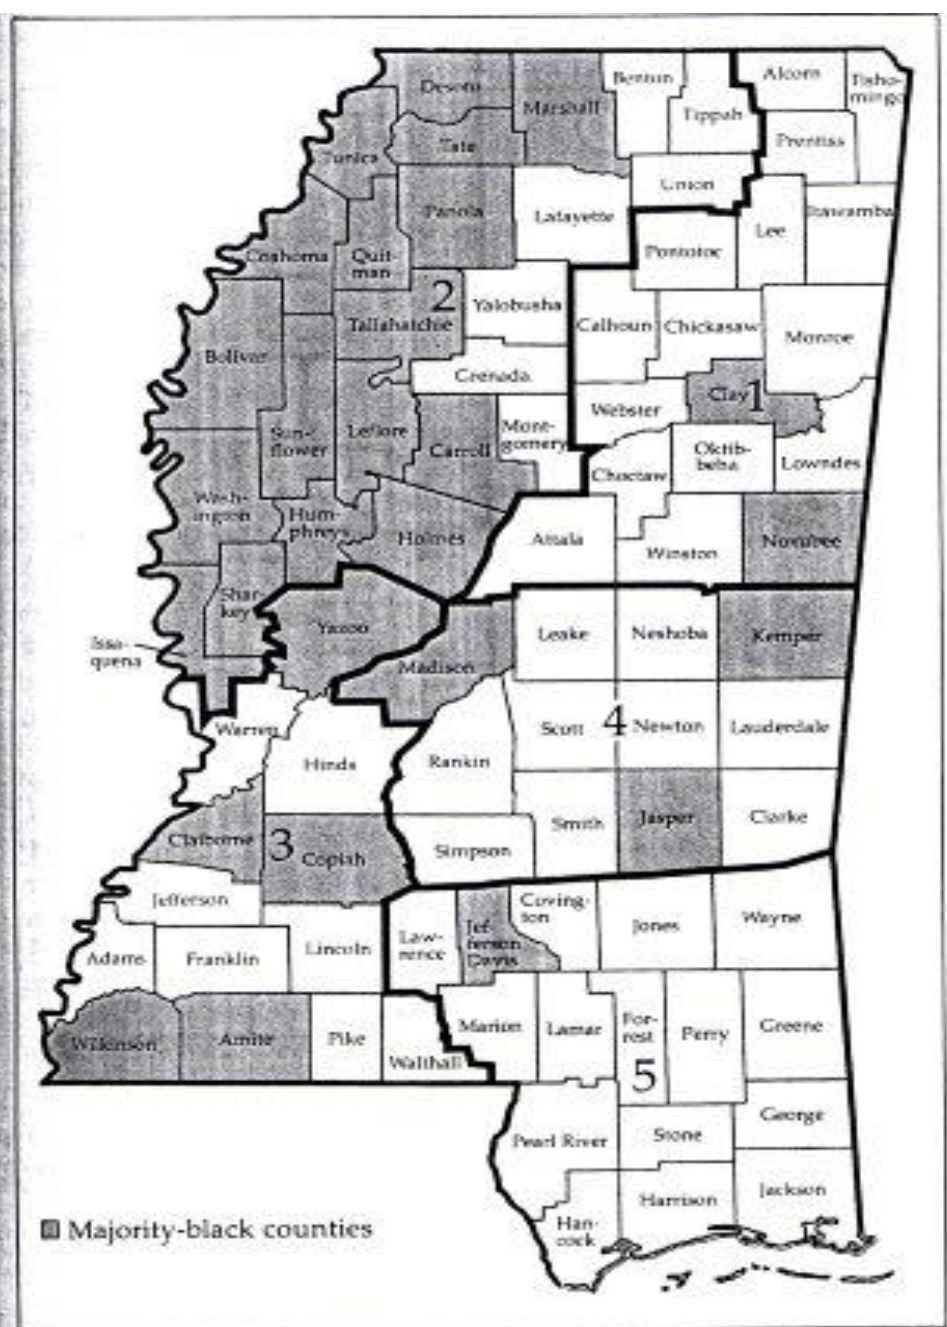 Desoto
Marshall
Benton
Tippah
Alcorn
Tisho-
mingo
Prentiss
Tunica
Tate
Union
Panola
Lafayette
Pontotoc
Lee
Itawamba
Coahoma
Quit-
man
2
Tallahatchie
Yalobusha
Calhoun
Chickasaw
Monroe
Bolivar
Grenada
Clay
1
Webster
Sun-
flower
Leflore
Carroll
Mont-
gomery
Choctaw
Oktib-
beha
Lowndes
Wash-
ington
Hum-
phreys
Holmes
Attala
Winston
Noxubee
Shar-
key
Issa-
quena
Yazoo
Madison
Leake
Neshoba
Kemper
Warren
Hinds
Rankin
Scott
4
Newton
Lauderdale
Claiborne
3
Copiah
Simpson
Smith
Jasper
Clarke
Jefferson
Adams
Franklin
Lincoln
Law-
rence
Jef-
ferson
Davis
Coving-
ton
Jones
Wayne
Wilkinson
Amite
Pike
Walthall
Marion
Lamar
For-
rest
5
Perry
Greene
Pearl River
Stone
George
Han-
cock
Harrison
Jackson
Majority-black counties